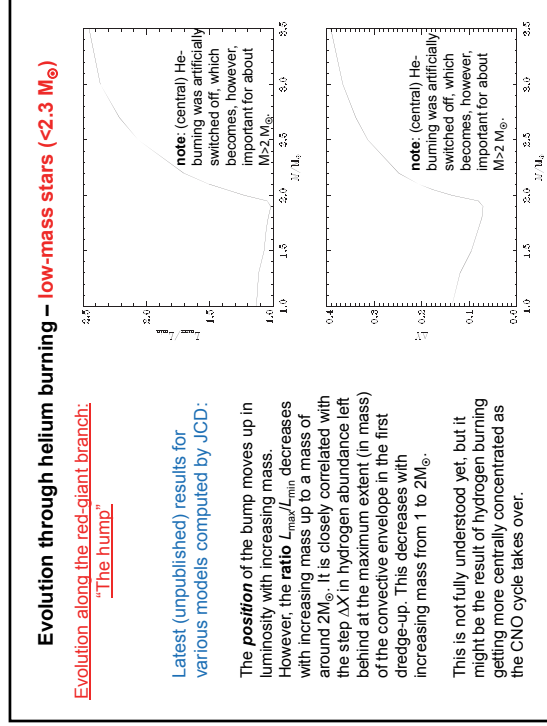 Evolution through helium burning – low-mass stars (<2.3 M☉)
Evolution along the red-giant branch:
“The hump”
Latest (unpublished) results for
various models computed by JCD:
The position of the bump moves up in
luminosity with increasing mass.
However, the ratio Lmax/Lmin decreases
with increasing mass up to a mass of
around 2M☉. It is closely correlated with
the step ΔX in hydrogen abundance left
behind at the maximum extent (in mass)
of the convective envelope in the first
dredge-up. This decreases with
increasing mass from 1 to 2M☉.
This is not fully understood yet, but it
might be the result of hydrogen burning
getting more centrally concentrated as
the CNO cycle takes over.
2.5
2.0
1.5
1.0
Lmax/Lmin
note: (central) He-
burning was artificially
switched off, which
becomes, however,
important for about
M>2 M☉.
1.0 1.5 2.0 2.5 3.0 3.5
M/M☉
0.4
0.3
0.2
0.1
0.0
ΔX
note: (central) He-
burning was artificially
switched off, which
becomes, however,
important for about
M>2 M☉.
1.0 1.5 2.0 2.5 3.0 3.5
M/M☉